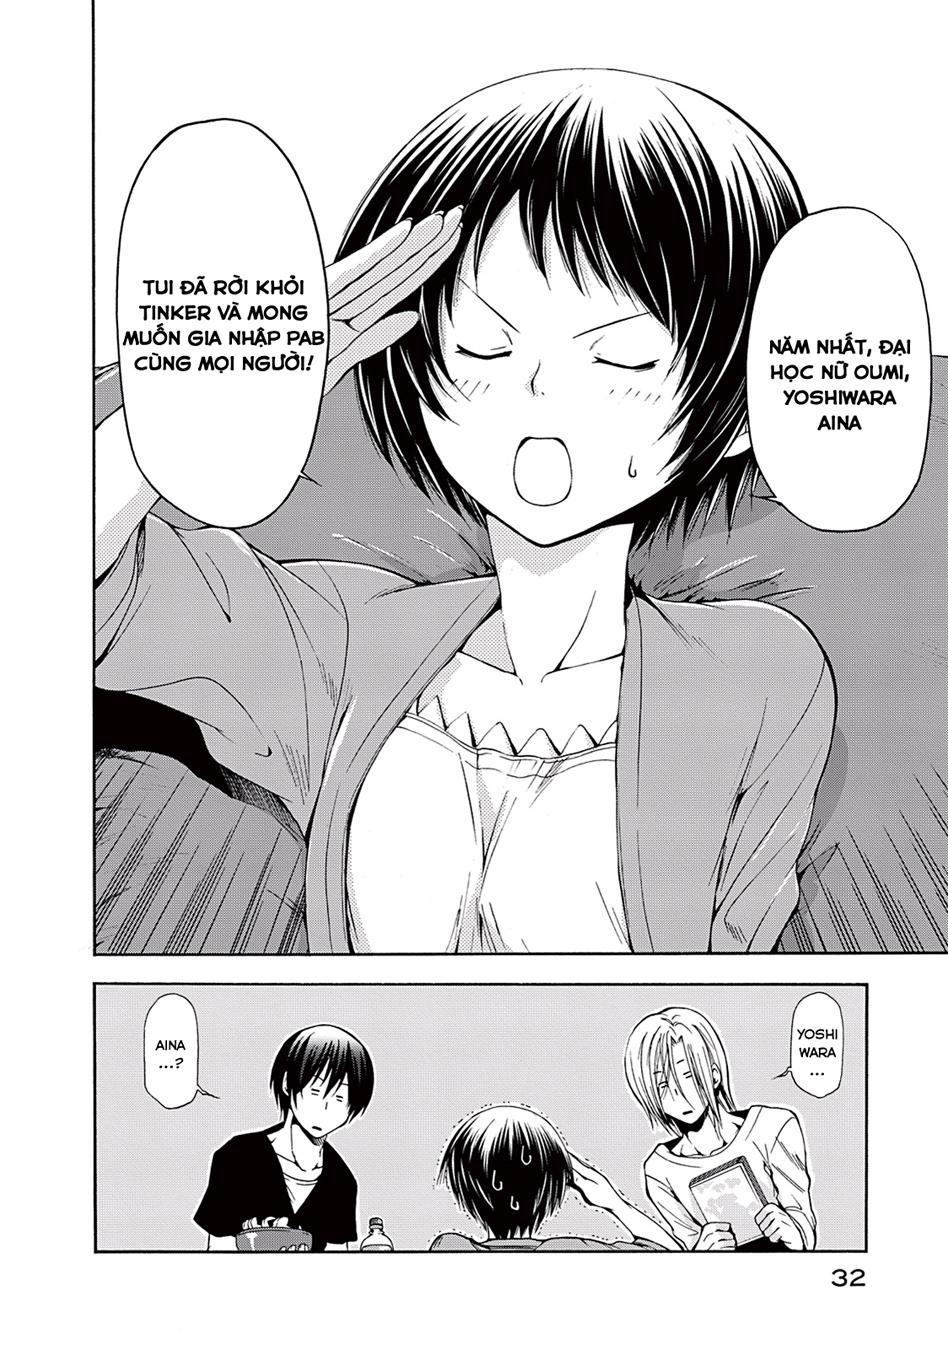 NĂM NHẤT, ĐẠI
HỌC NỮ OUMI,
YOSHIWARA
AINA
TUI ĐÃ RỜI KHỎI
TINKER VÀ MONG
MUỐN GIA NHẬP PAB
CÙNG MỌI NGƯỜI!
YOSHI
WARA
...
AINA
...?
32